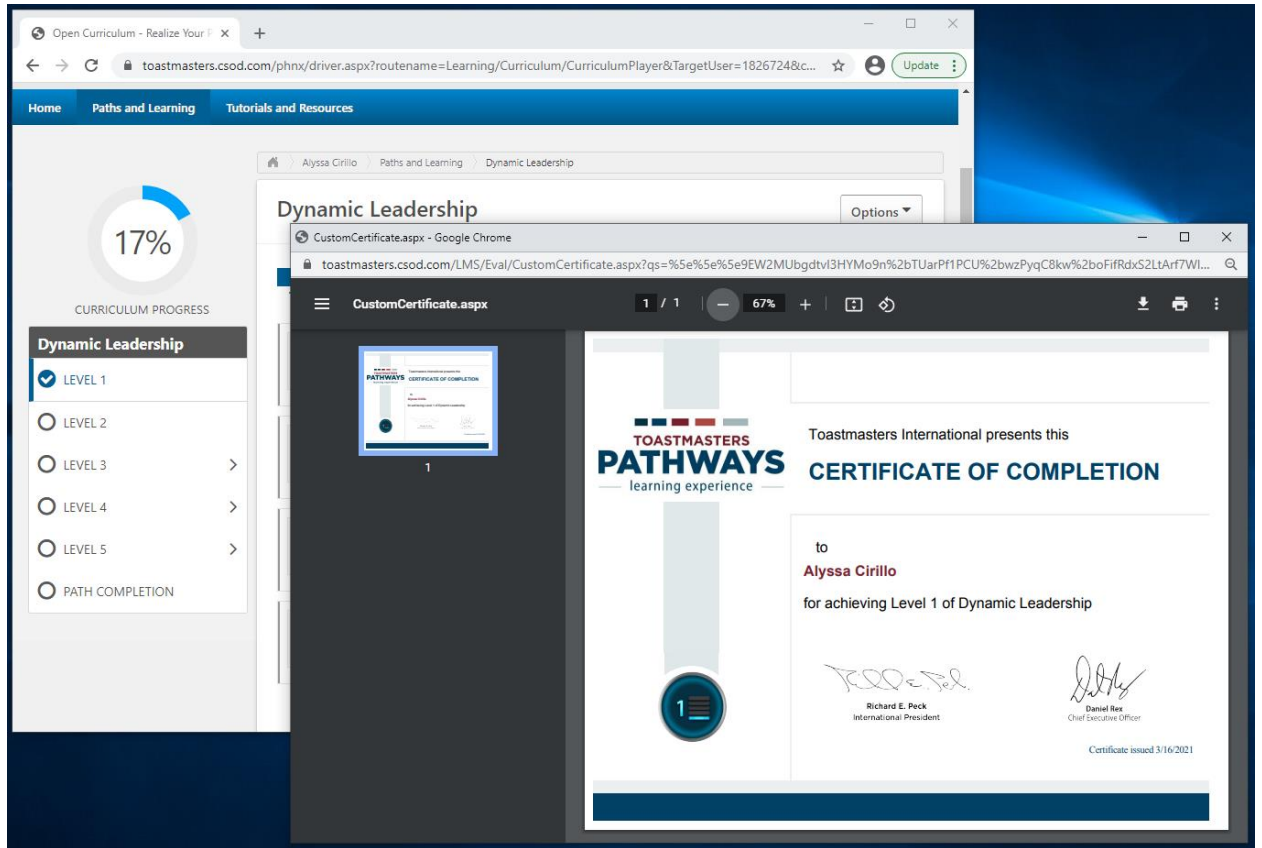 Open Curriculum - Realize Your P
toastmasters.csod.com/phnx/driver.aspx?routename=Learning/Curriculum/CurriculumPlayer&TargetUser=1826724&c...
Update
Home Paths and Learning Tutorials and Resources
Alyssa Cirillo Paths and Learning Dynamic Leadership
17%
CURRICULUM PROGRESS
Dynamic Leadership
LEVEL 1
LEVEL 2
LEVEL 3
LEVEL 4
LEVEL 5
PATH COMPLETION
Dynamic Leadership
Options
CustomCertificate.aspx - Google Chrome
toastmasters.csod.com/LMS/Eval/CustomCertificate.aspx?qs=%5e%5e%5e9EW2MUbgdtvI3HYMo9n%2bTUarPf1PCU%2bwzPyqC8kw%2boFifRdxS2LtArf7WI...
CustomCertificate.aspx
1 / 1
67%
TOASTMASTERS
PATHWAYS
CERTIFICATE OF COMPLETION
1
TOASTMASTERS
PATHWAYS
learning experience
Toastmasters International presents this
CERTIFICATE OF COMPLETION
to
Alyssa Cirillo
for achieving Level 1 of Dynamic Leadership
1
Richard E. Peck
International President
Daniel Rex
Chief Executive Officer
Certificate issued 3/16/2021